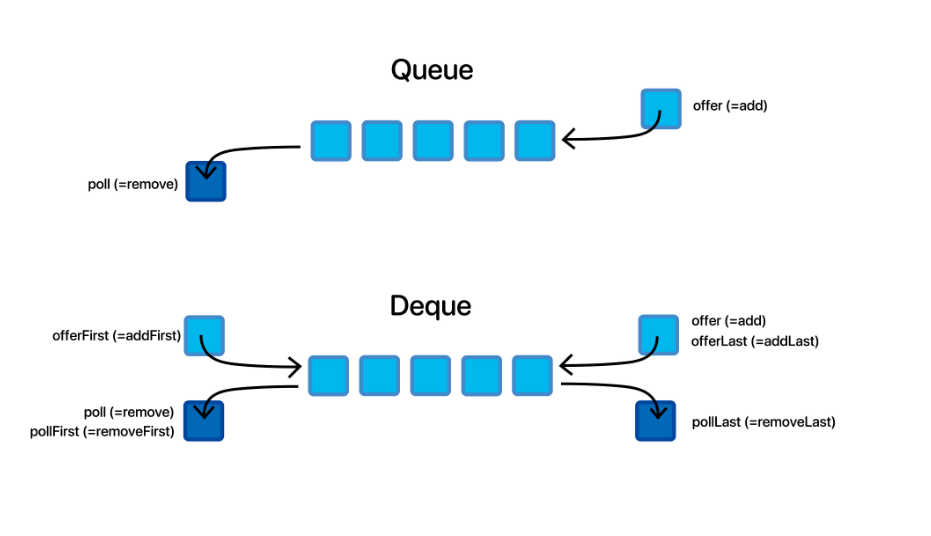 Queue
offer (=add)
poll (=remove)
Deque
offerFirst (=addFirst)
offer (=add)
offerLast (=addLast)
poll (=remove)
pollFirst (=removeFirst)
pollLast (=removeLast)